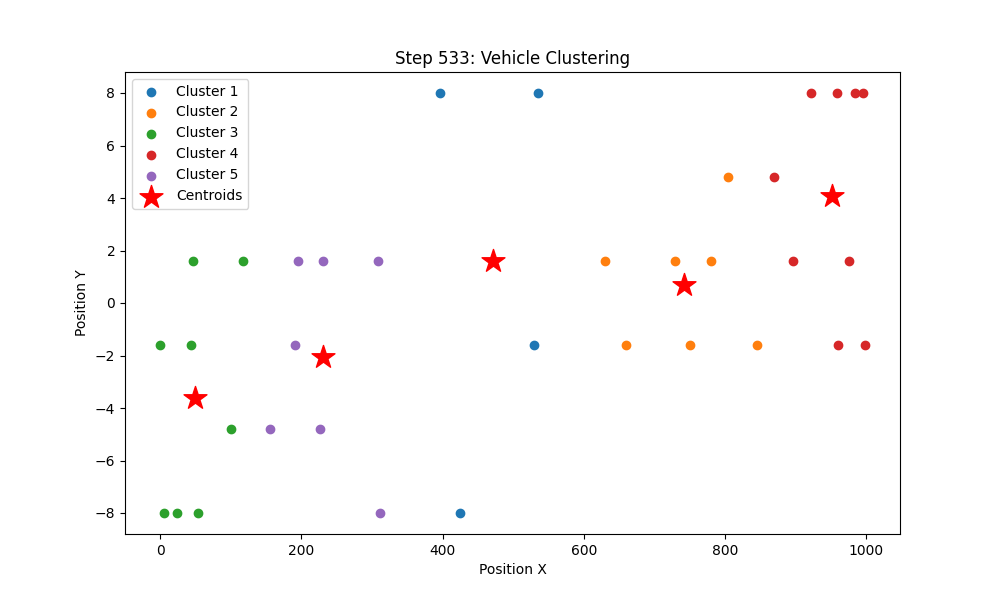 Step 533: Vehicle Clustering
Cluster 1
Cluster 2
Cluster 3
Cluster 4
Cluster 5
Centroids
8
6
4
2
0
−2
−4
−6
−8
Position Y
0 200 400 600 800 1000
Position X